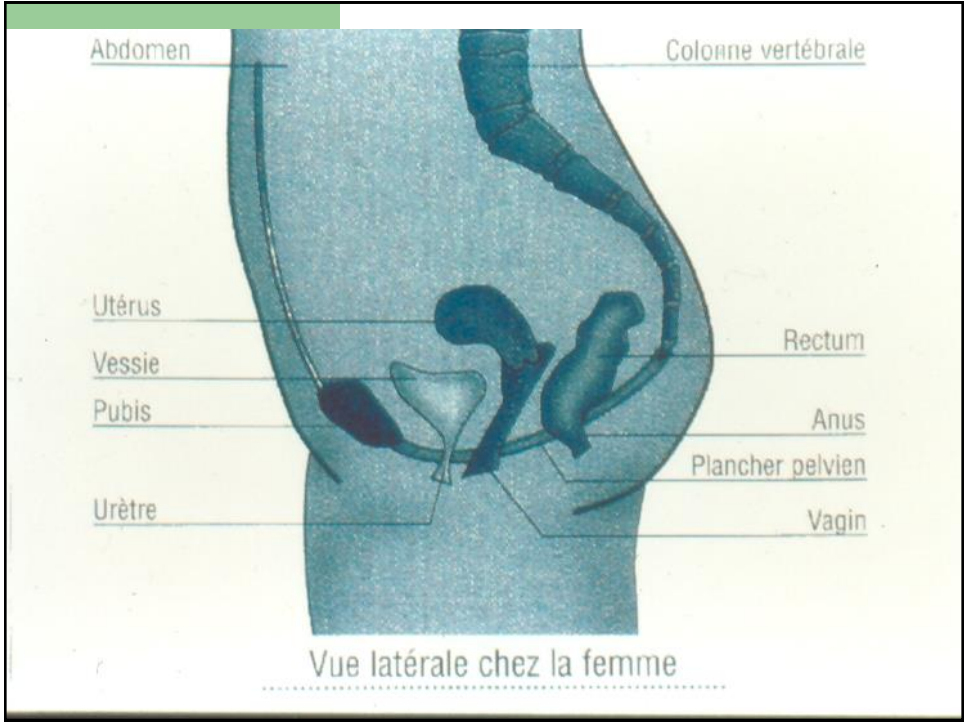 Abdomen
Colonne vertébrale
Utérus
Rectum
Vessie
Pubis
Anus
Plancher pelvien
Urètre
Vagin
Vue latérale chez la femme